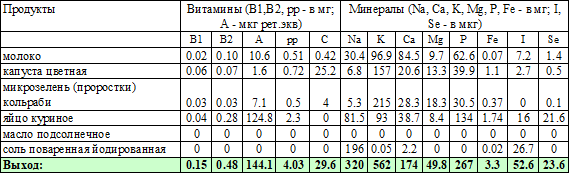 Витамины (B1,B2, рр - в мг; А - мкг рет.экв) Минералы (Na, Ca, K, Mg, P, Fe - в мг; I, Se - в мкг)
B1 B2 А рр С Na K Ca Mg P Fe I Se
молоко 0.02 0.10 10.6 0.51 0.42 30.4 96.9 84.5 9.7 62.6 0.07 7.2 1.4
капуста цветная 0.06 0.07 1.6 0.72 25.2 6.8 157 20.6 13.3 39.9 1.1 2.7 0.5
микрозелень (проростки)
кольраби 0.03 0.03 7.1 0.5 4 5.3 215 28.3 18.3 30.5 0.37 0 0.1
яйцо куриное 0.04 0.28 124.8 2.3 0 81.5 93 38.7 8.4 134 1.74 16 21.6
масло подсолнечное 0 0 0 0 0 0 0 0 0 0 0 0 0
соль поваренная йодированная 0 0 0 0 0 196 0.05 2.2 0 0 0.02 26.7 0
Выход: 0.15 0.48 144.1 4.03 29.6 320 562 174 49.8 267 3.3 52.6 23.6